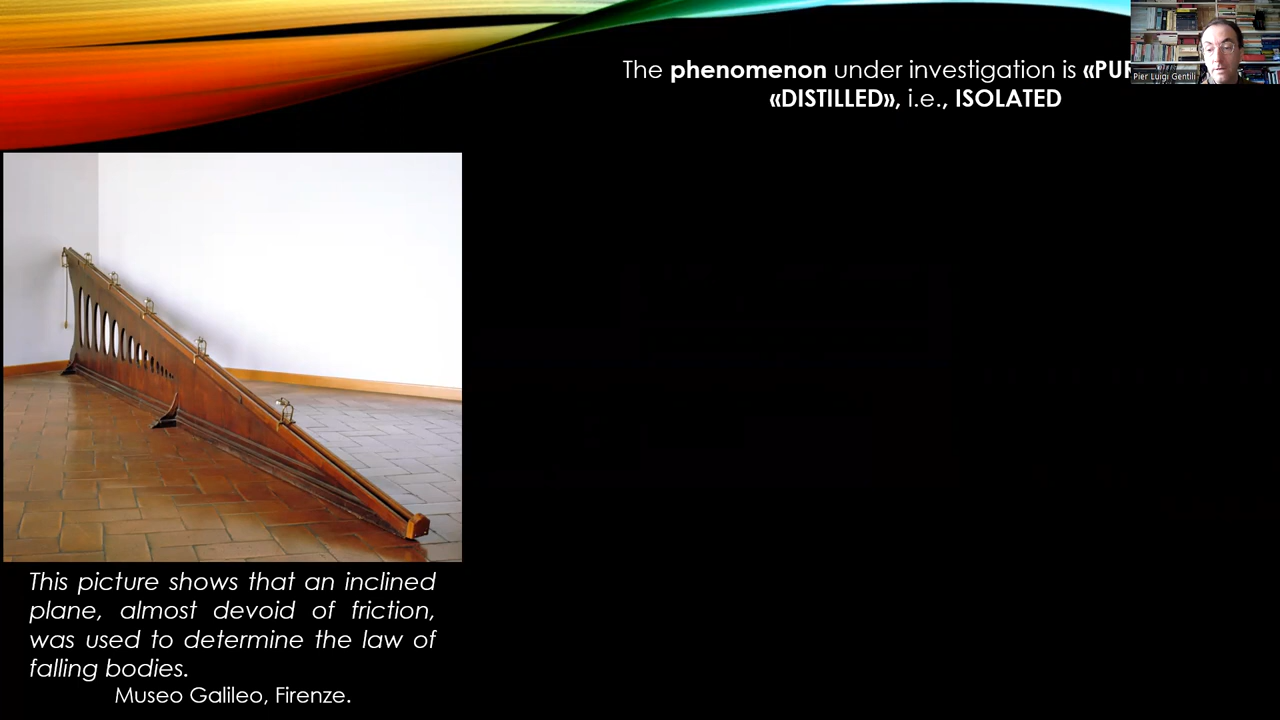 The phenomenon under investigation is
«DISTILLED», i.e., ISOLATED
Pier Luigi Gentili
This picture shows that an inclined
plane, almost devoid of friction,
was used to determine the law of
falling bodies.
Museo Galileo, Firenze.